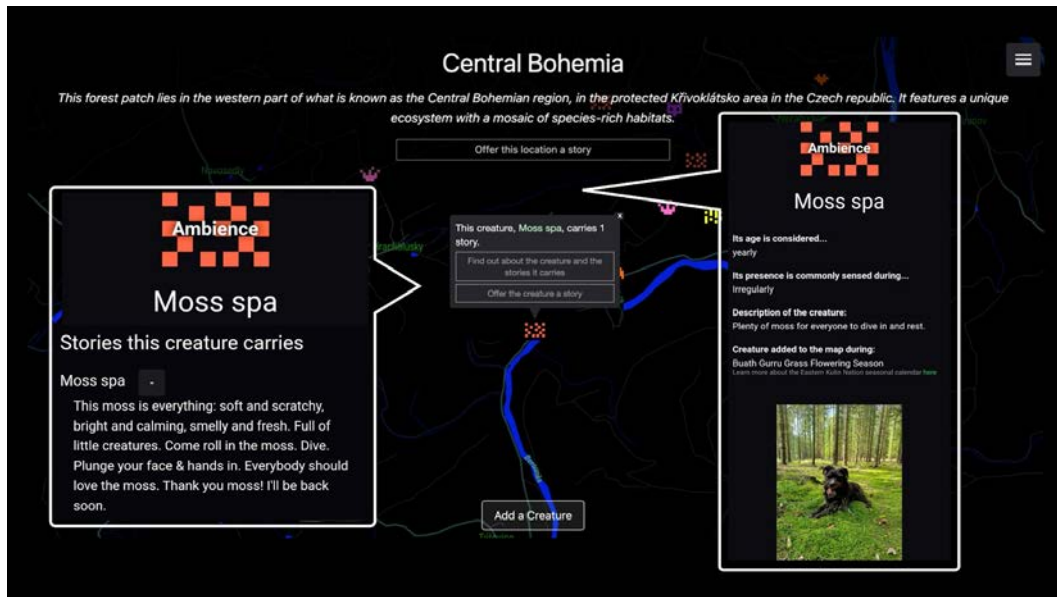 Central Bohemia
This forest patch lies in the western part of what is known as the Central Bohemian region, in the protected Křivoklátsko area in the Czech republic. It features a unique
ecosystem with a mosaic of species-rich habitats.
Offer this location a story
Ambience
Moss spa
Stories this creature carries
Moss spa -
This moss is everything: soft and scratchy,
bright and calming, smelly and fresh. Full of
little creatures. Come roll in the moss. Dive.
Plunge your face & hands in. Everybody should
love the moss. Thank you moss! I'll be back
soon.
x
This creature, Moss spa, carries 1
story.
Find out about the creature and the
stories it carries
Offer the creature a story
Add a Creature
Ambience
Moss spa
Its age is considered...
yearly
Its presence is commonly sensed during...
Irregularly
Description of the creature:
Plenty of moss for everyone to dive in and rest.
Creature added to the map during:
Buath Gurru Grass Flowering Season
Learn more about the Eastern Kulin Nation seasonal calendar here